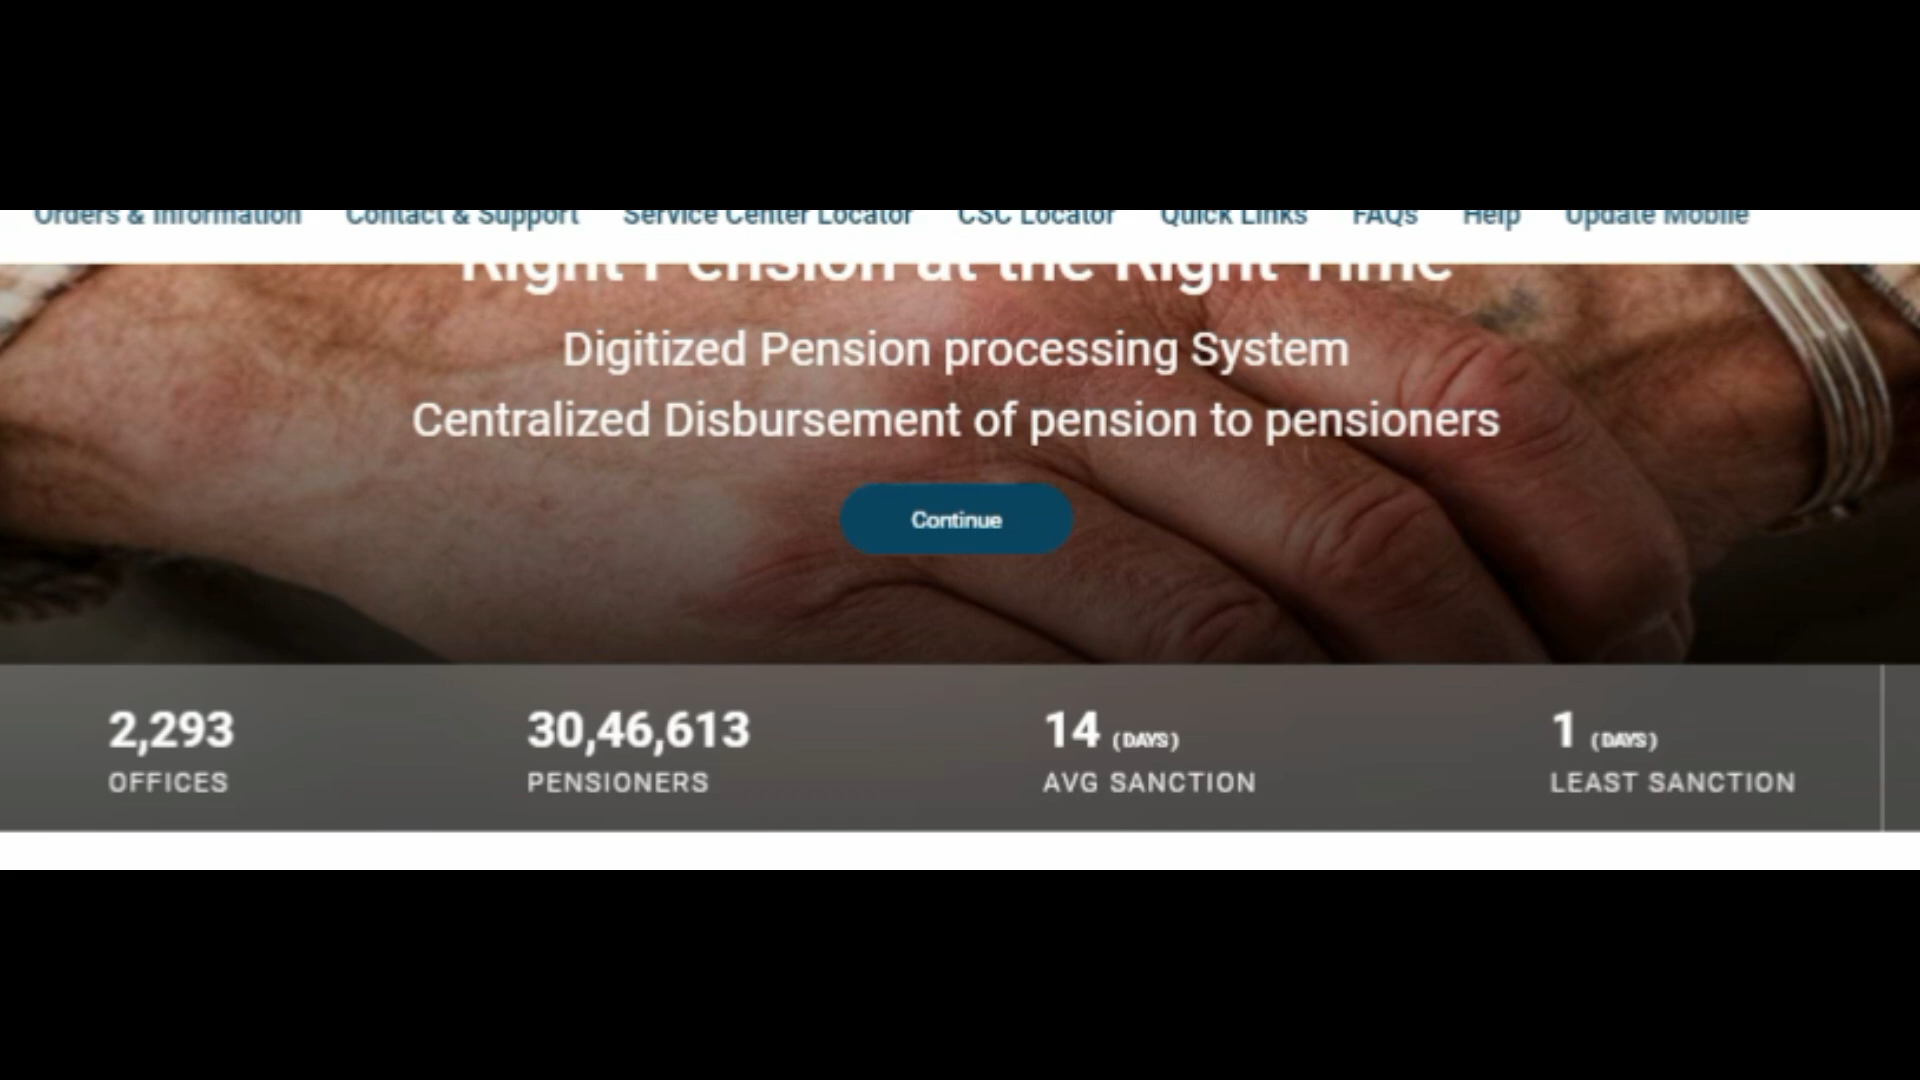 Orders & Information Contact & Support Service Center Locator CSC Locator Quick Links FAQs Help Update Mobile
Right Pension at the Right Time
Digitized Pension processing System
Centralized Disbursement of pension to pensioners
Continue
2,293 30,46,613 14 (DAYS) 1 (DAYS)
OFFICES PENSIONERS AVG SANCTION LEAST SANCTION